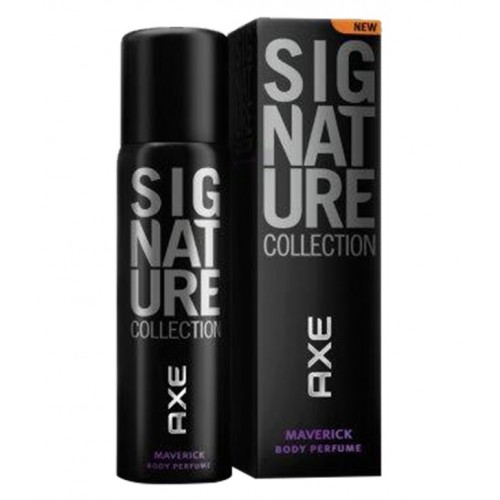 SIG
NAT
URE
COLLECTION
AXE
MAVERICK
BODY PERFUME
NEW
SIG
NAT
URE
COLLECTION
AXE
MAVERICK
BODY PERFUME